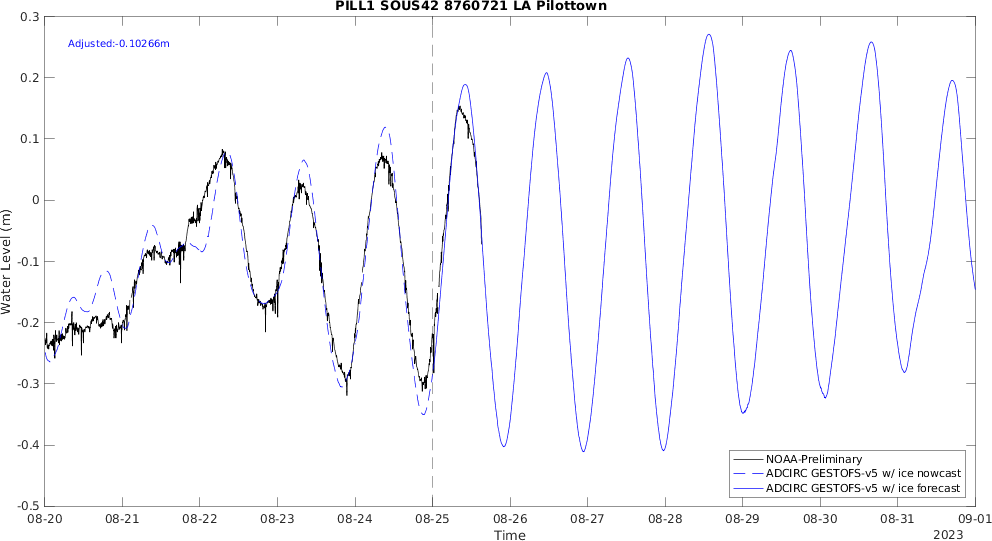 PILL1 SOUS42 8760721 LA Pilottown
Adjusted:-0.10266m
0.3
0.2
0.1
0
-0.1
-0.2
-0.3
-0.4
-0.5
Water Level (m)
NOAA-Preliminary
ADCIRC GESTOFS-v5 w/ ice nowcast
ADCIRC GESTOFS-v5 w/ ice forecast
08-20 08-21 08-22 08-23 08-24 08-25 08-26 08-27 08-28 08-29 08-30 08-31 09-01
Time
2023